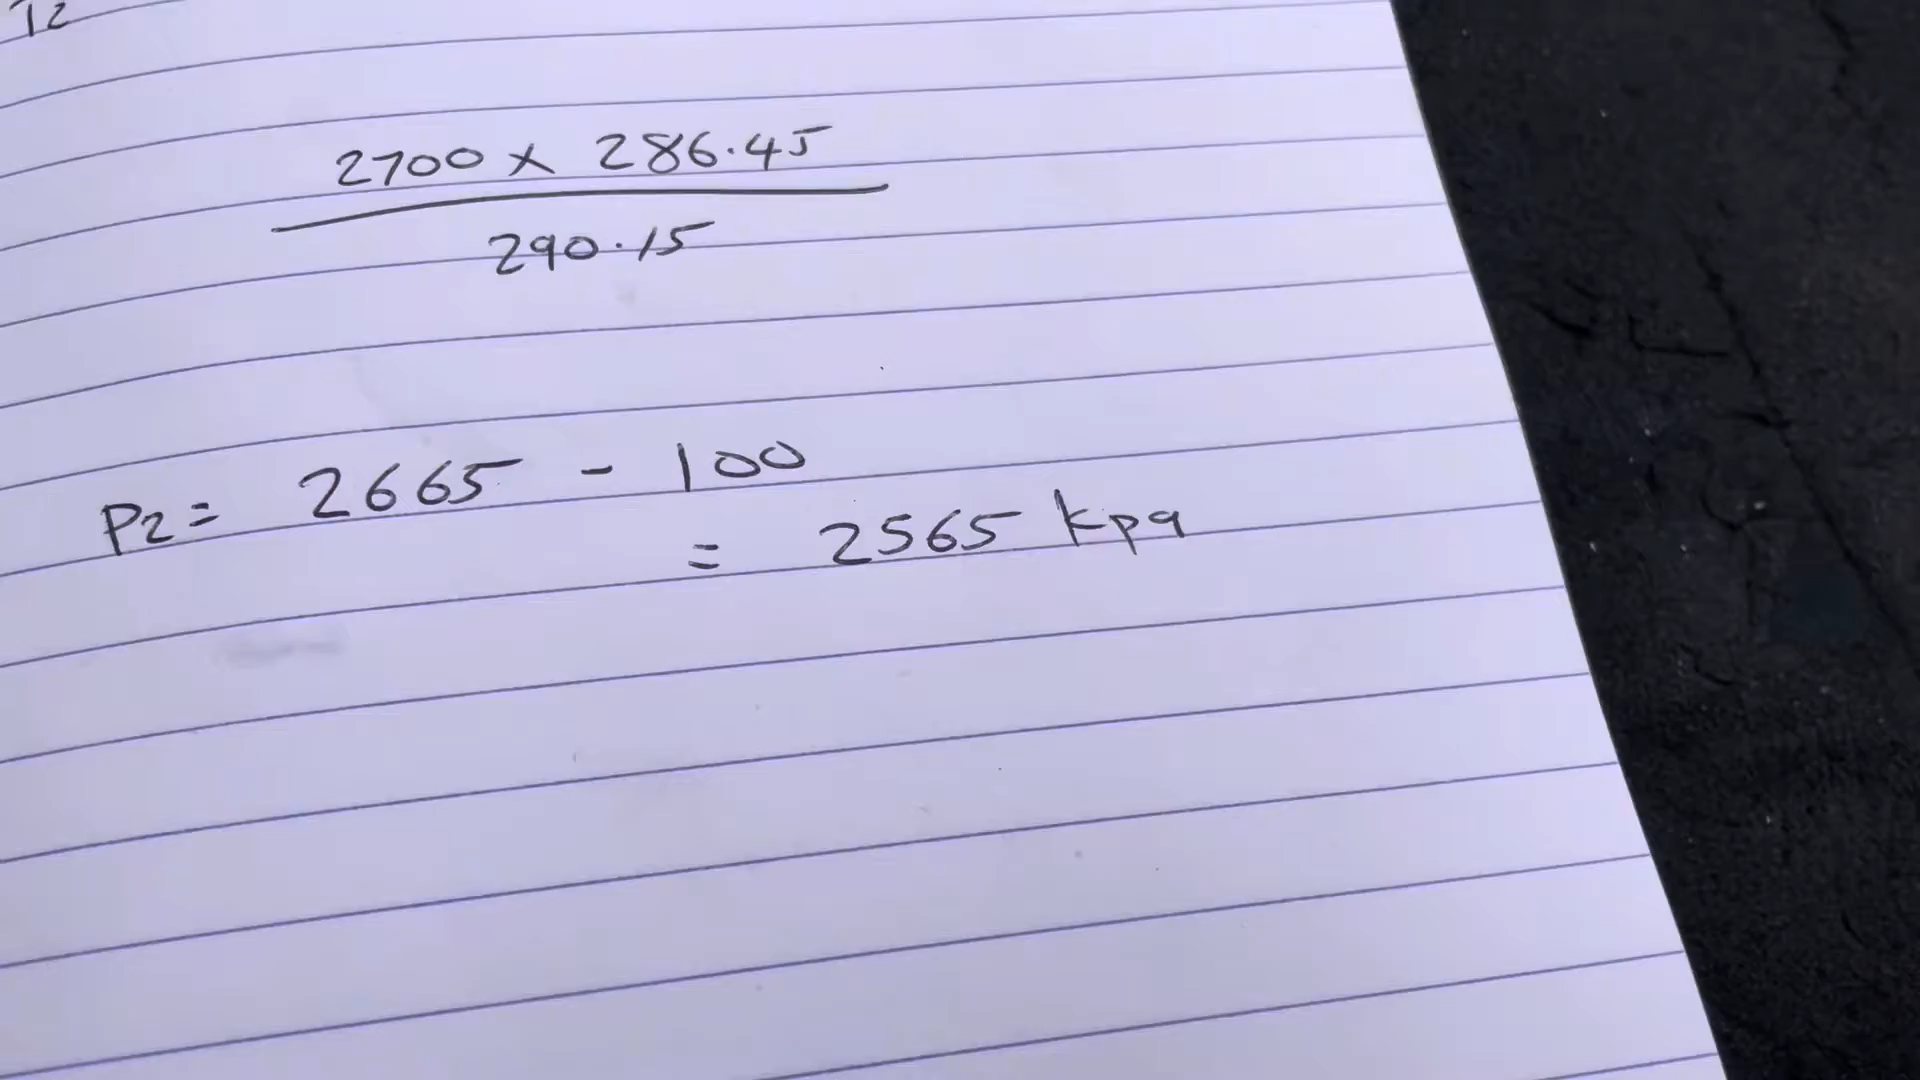 T2
2700 × 286.45
290.15
P2 = 2665 - 100
= 2565 kpa